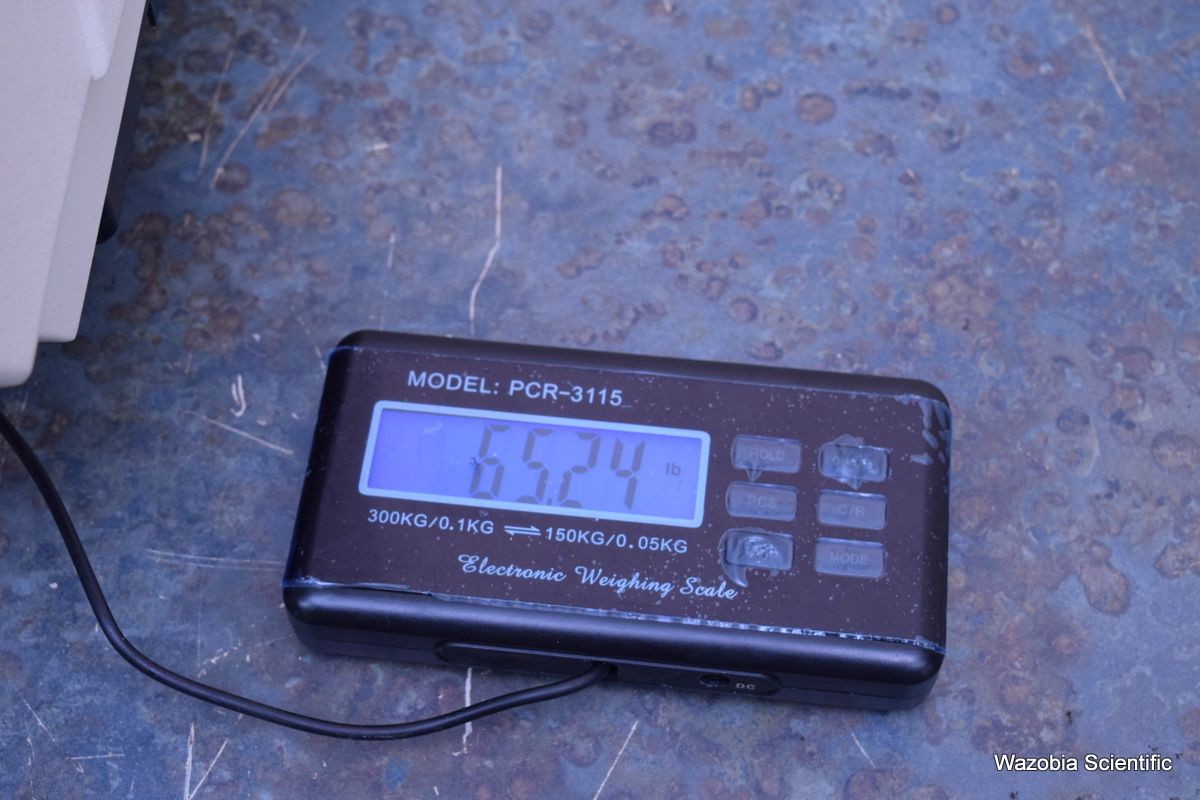 MODEL: PCR-3115
65.24 lb
HOLD
PCS C/R
MODE
300KG/0.1KG ⇌ 150KG/0.05KG
Electronic Weighing Scale
DC
Wazobia Scientific